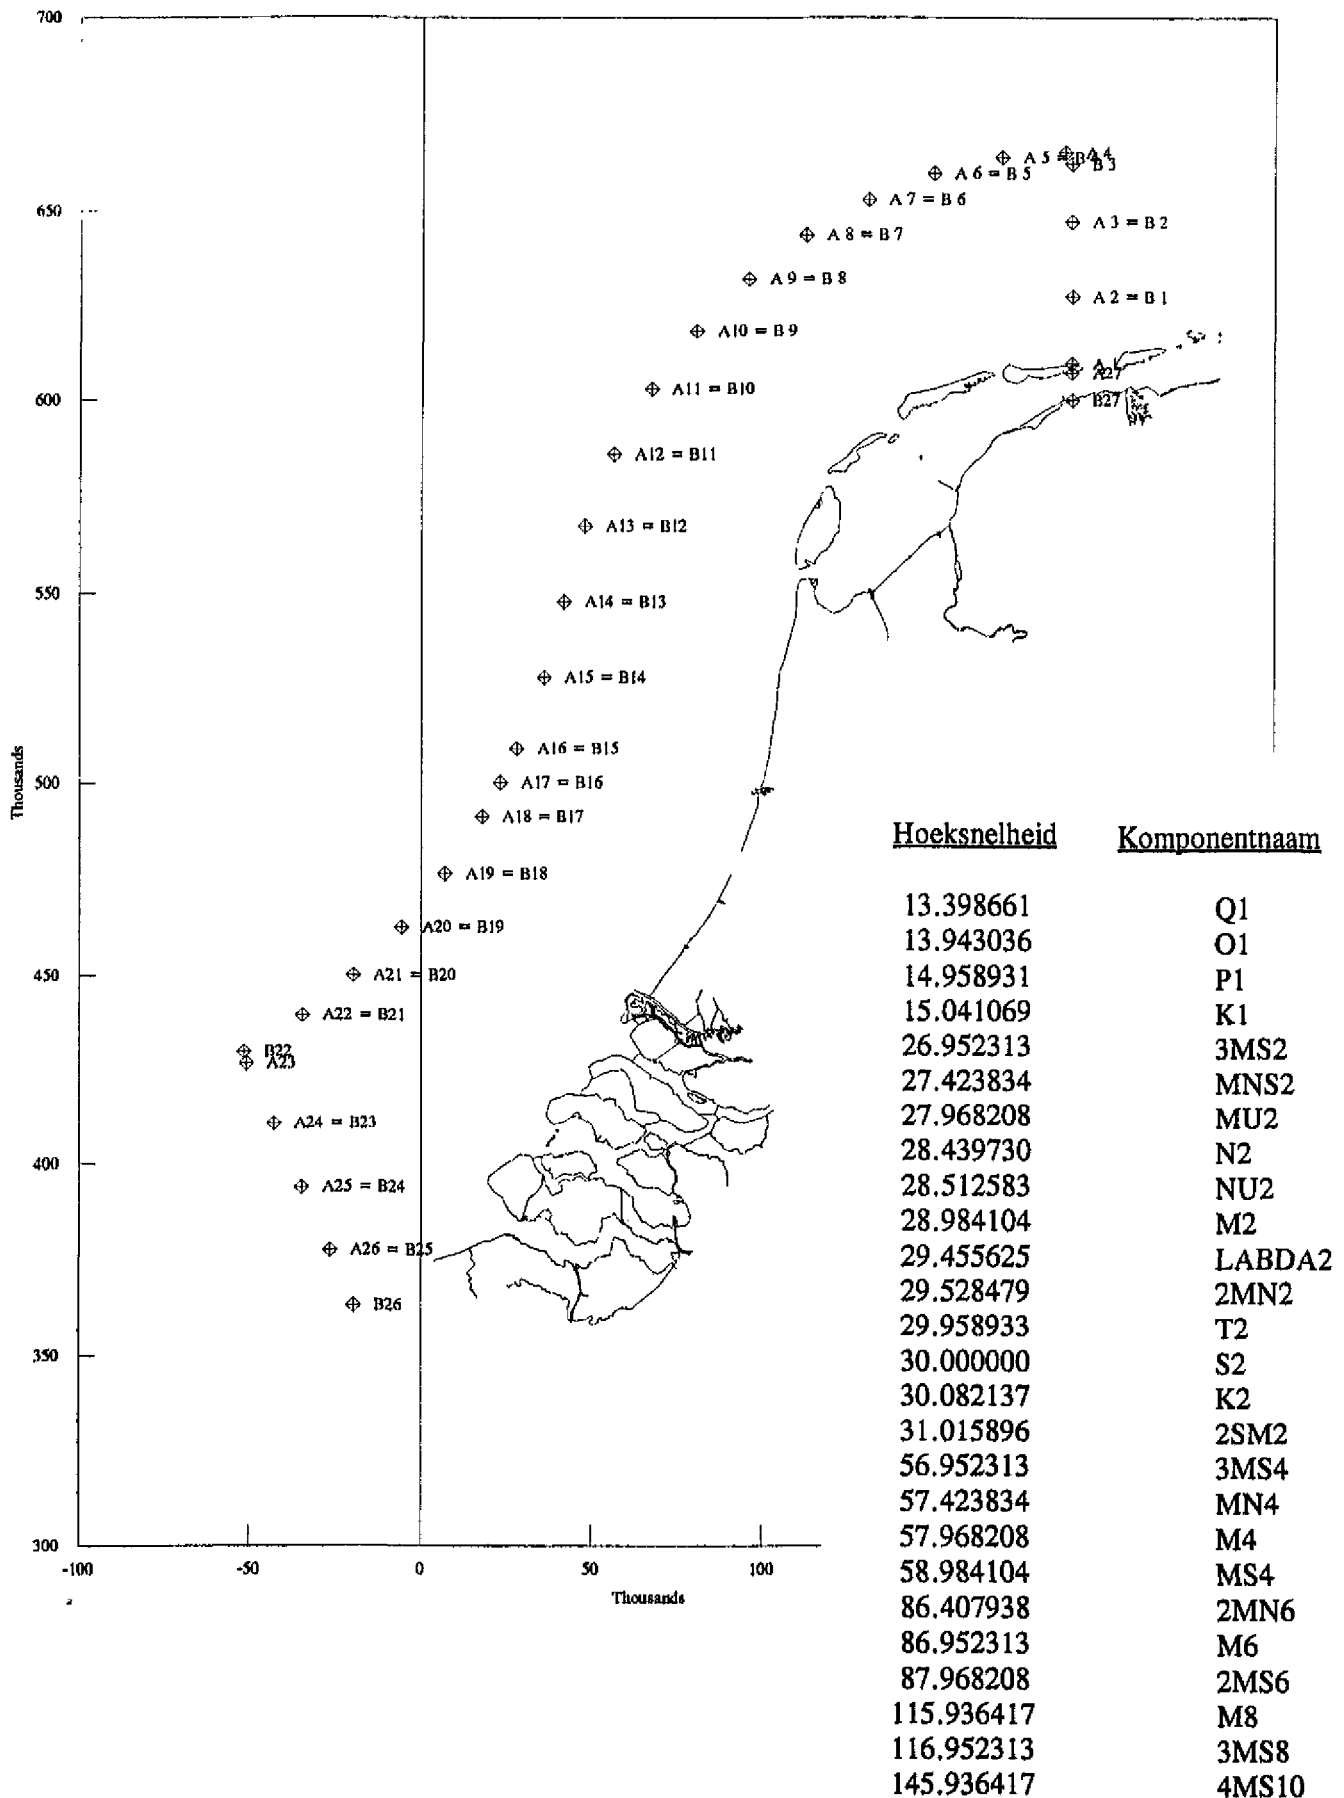 700
A 4
A 5 = B 4
B 3
A 6 = B 5
A 7 = B 6
650
A 3 = B 2
A 8 = B 7
A 9 = B 8
A 2 = B 1
A10 = B 9
A27
A11 = B10
600
B27
A12 = B11
A13 = B12
550
A14 = B13
A15 = B14
A16 = B15
500
A17 = B16
Thousands
A18 = B17
A19 = B18
A20 = B19
450
A21 = B20
A22 = B21
B22
A23
A24 = B23
400
A25 = B24
A26 = B25
B26
350
300
-100
-50
0
50
100
Thousands
Hoeksnelheid Komponentnaam
13.398661 Q1
13.943036 O1
14.958931 P1
15.041069 K1
26.952313 3MS2
27.423834 MNS2
27.968208 MU2
28.439730 N2
28.512583 NU2
28.984104 M2
29.455625 LABDA2
29.528479 2MN2
29.958933 T2
30.000000 S2
30.082137 K2
31.015896 2SM2
56.952313 3MS4
57.423834 MN4
57.968208 M4
58.984104 MS4
86.407938 2MN6
86.952313 M6
87.968208 2MS6
115.936417 M8
116.952313 3MS8
145.936417 4MS10